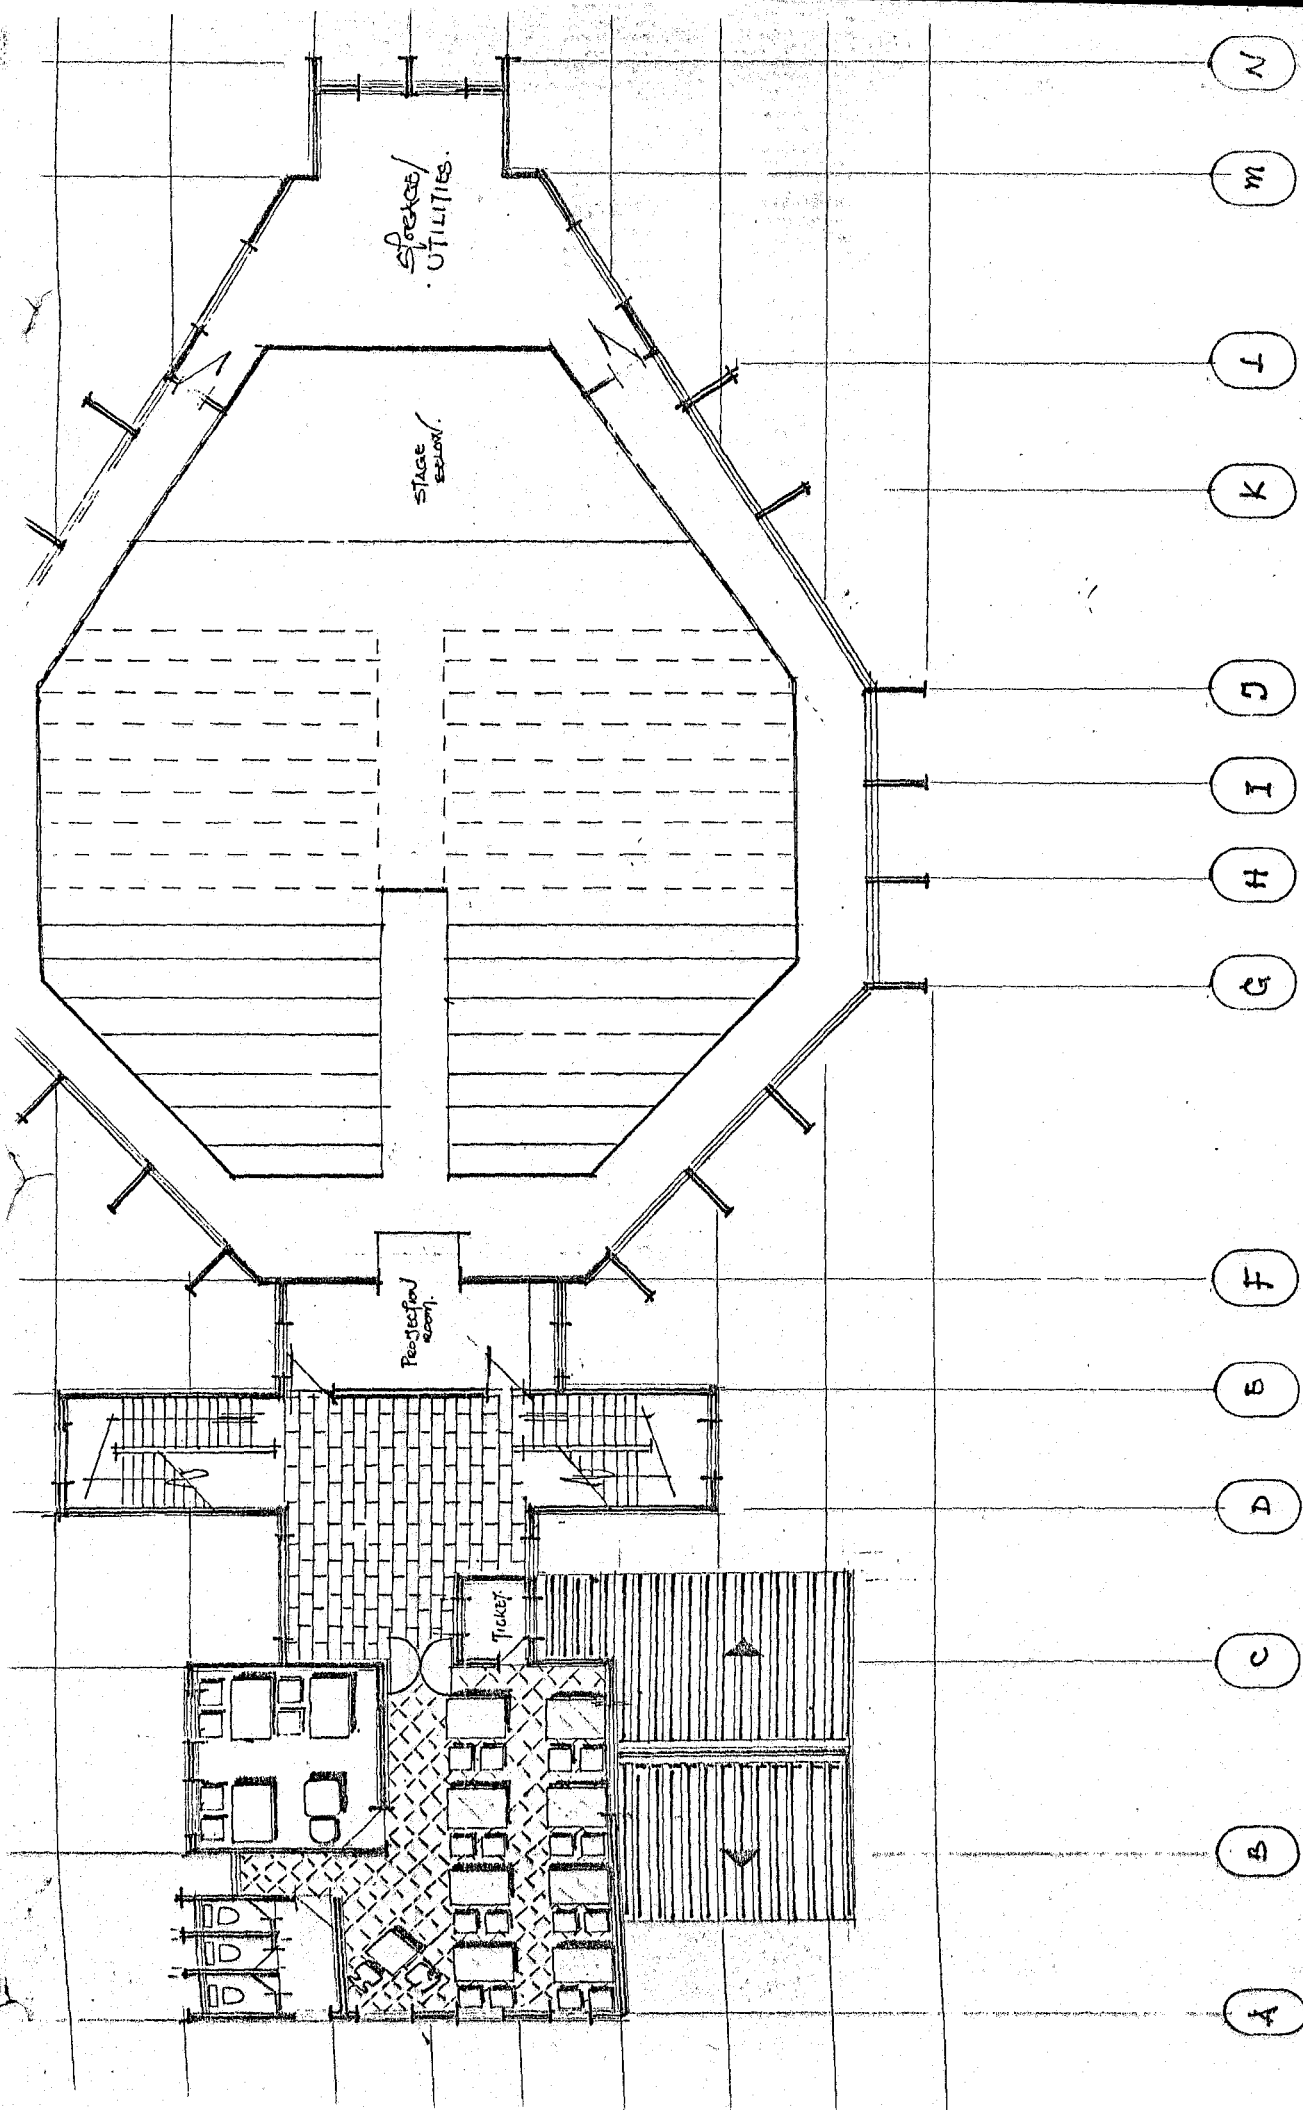 N
M
STORAGE/
UTILITIES.
L
STAGE
BELOW.
K
J
I
H
G
F
PROJECTION
ROOM.
E
D
TICKET
C
B
A